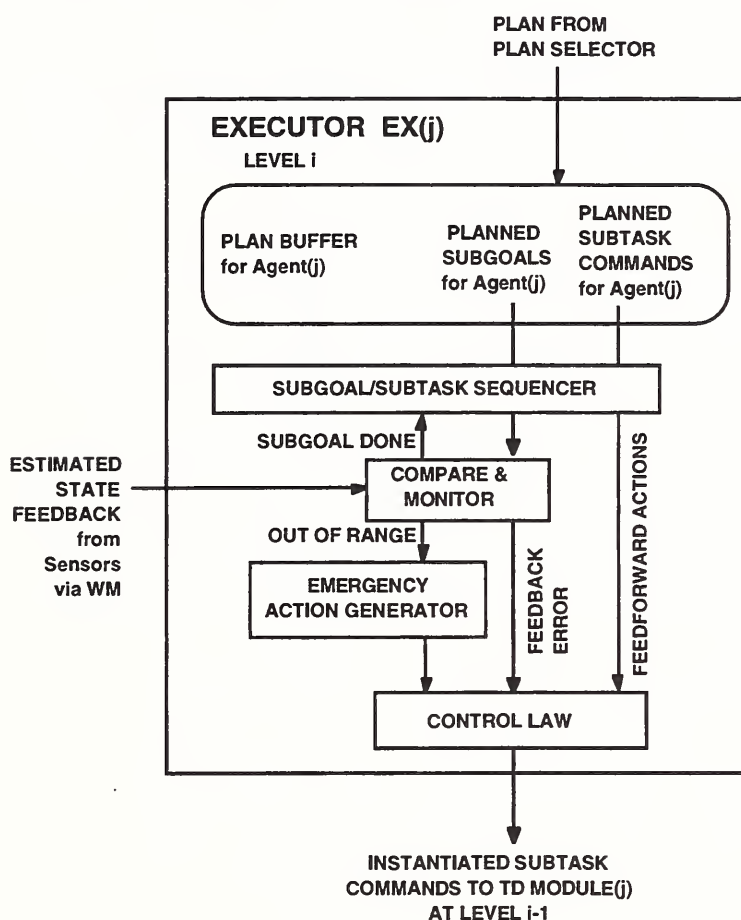 PLAN FROM
PLAN SELECTOR
EXECUTOR EX(j)
LEVEL i
PLAN BUFFER
for Agent(j)
PLANNED
SUBGOALS
for Agent(j)
PLANNED
SUBTASK
COMMANDS
for Agent(j)
SUBGOAL/SUBTASK SEQUENCER
SUBGOAL DONE
ESTIMATED
STATE
FEEDBACK
from
Sensors
via WM
COMPARE &
MONITOR
OUT OF RANGE
EMERGENCY
ACTION GENERATOR
FEEDBACK
ERROR
FEEDFORWARD ACTIONS
CONTROL LAW
INSTANTIATED SUBTASK
COMMANDS TO TD MODULE(j)
AT LEVEL i-1